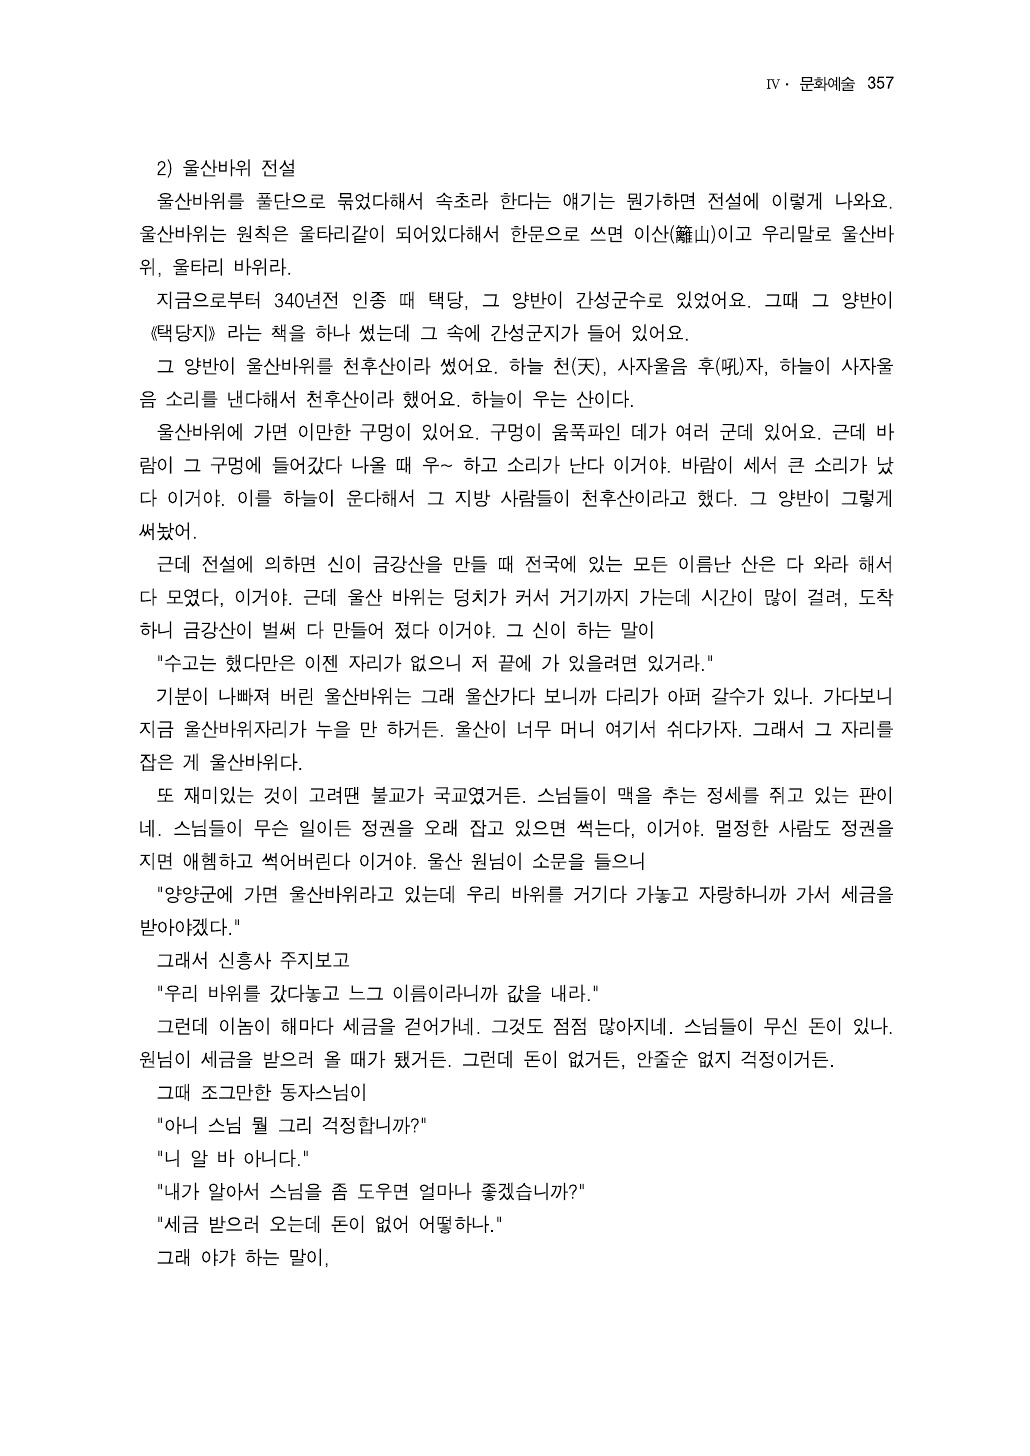 Ⅳ· 문화예술 357
2) 울산바위 전설
울산바위를 풀단으로 묶었다해서 속초라 한다는 얘기는 뭔가하면 전설에 이렇게 나와요.
울산바위는 원칙은 울타리같이 되어있다해서 한문으로 쓰면 이산(籬山)이고 우리말로 울산바
위, 울타리 바위라.
지금으로부터 340년전 인종 때 택당, 그 양반이 간성군수로 있었어요. 그때 그 양반이
《택당지》라는 책을 하나 썼는데 그 속에 간성군지가 들어 있어요.
그 양반이 울산바위를 천후산이라 썼어요. 하늘 천(天), 사자울음 후(吼)자, 하늘이 사자울
음 소리를 낸다해서 천후산이라 했어요. 하늘이 우는 산이다.
울산바위에 가면 이만한 구멍이 있어요. 구멍이 움푹파인 데가 여러 군데 있어요. 근데 바
람이 그 구멍에 들어갔다 나올 때 우~ 하고 소리가 난다 이거야. 바람이 세서 큰 소리가 났
다 이거야. 이를 하늘이 운다해서 그 지방 사람들이 천후산이라고 했다. 그 양반이 그렇게
써놨어.
근데 전설에 의하면 신이 금강산을 만들 때 전국에 있는 모든 이름난 산은 다 와라 해서
다 모였다, 이거야. 근데 울산 바위는 덩치가 커서 거기까지 가는데 시간이 많이 걸려, 도착
하니 금강산이 벌써 다 만들어 졌다 이거야. 그 신이 하는 말이
"수고는 했다만은 이젠 자리가 없으니 저 끝에 가 있을려면 있거라."
기분이 나빠져 버린 울산바위는 그래 울산가다 보니까 다리가 아퍼 갈수가 있나. 가다보니
지금 울산바위자리가 누을 만 하거든. 울산이 너무 머니 여기서 쉬다가자. 그래서 그 자리를
잡은 게 울산바위다.
또 재미있는 것이 고려땐 불교가 국교였거든. 스님들이 맥을 추는 정세를 쥐고 있는 판이
네. 스님들이 무슨 일이든 정권을 오래 잡고 있으면 썩는다, 이거야. 멀정한 사람도 정권을
지면 애헴하고 썩어버린다 이거야. 울산 원님이 소문을 들으니
"양양군에 가면 울산바위라고 있는데 우리 바위를 거기다 가놓고 자랑하니까 가서 세금을
받아야겠다."
그래서 신흥사 주지보고
"우리 바위를 갔다놓고 느그 이름이라니까 값을 내라."
그런데 이놈이 해마다 세금을 걷어가네. 그것도 점점 많아지네. 스님들이 무신 돈이 있나.
원님이 세금을 받으러 올 때가 됐거든. 그런데 돈이 없거든, 안줄순 없지 걱정이거든.
그때 조그만한 동자스님이
"아니 스님 뭘 그리 걱정합니까?"
"니 알 바 아니다."
"내가 알아서 스님을 좀 도우면 얼마나 좋겠습니까?"
"세금 받으러 오는데 돈이 없어 어떻하나."
그래 야갸 하는 말이,